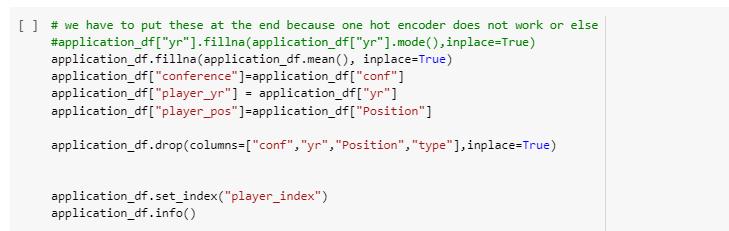 [ ] # we have to put these at the end because one hot encoder does not work or else
#application_df["yr"].fillna(application_df["yr"].mode(),inplace=True)
application_df.fillna(application_df.mean(), inplace=True)
application_df["conference"]=application_df["conf"]
application_df["player_yr"] = application_df["yr"]
application_df["player_pos"]=application_df["Position"]
application_df.drop(columns=["conf","yr","Position","type"],inplace=True)
application_df.set_index("player_index")
application_df.info()